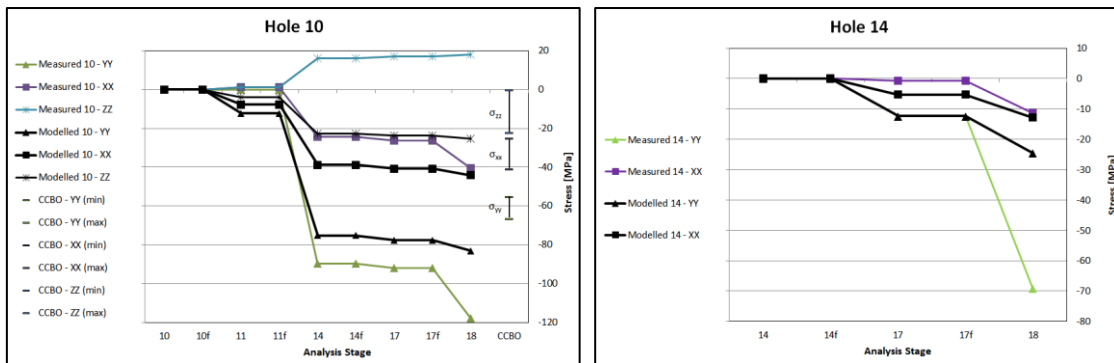 Hole 10
Measured 10 - YY
Measured 10 - XX
Measured 10 - ZZ
Modelled 10 - YY
Modelled 10 - XX
Modelled 10 - ZZ
CCBO - YY (min)
CCBO - YY (max)
CCBO - XX (min)
CCBO - XX (max)
CCBO - ZZ (min)
CCBO - ZZ (max)
σzz
σxx
σyy
20
0
-20
-40
-60
-80
-100
-120
Stress [MPa]
10 10f 11 11f 14 14f 17 17f 18 CCBO
Analysis Stage
Hole 14
Measured 14 - YY
Measured 14 - XX
Modelled 14 - YY
Modelled 14 - XX
10
0
-10
-20
-30
-40
-50
-60
-70
-80
Stress [MPa]
14 14f 17 17f 18
Analysis Stage